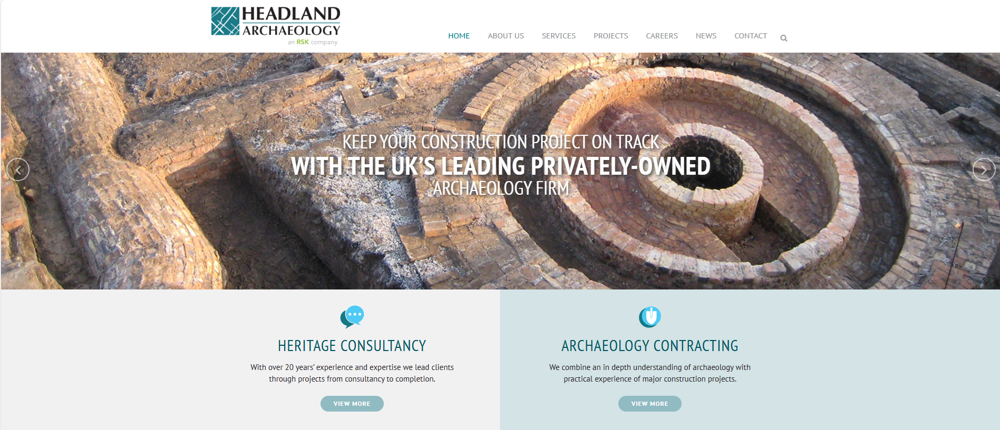 HEADLAND
ARCHAEOLOGY
an RSK company
HOME ABOUT US SERVICES PROJECTS CAREERS NEWS CONTACT
KEEP YOUR CONSTRUCTION PROJECT ON TRACK
WITH THE UK’S LEADING PRIVATELY-OWNED
ARCHAEOLOGY FIRM
HERITAGE CONSULTANCY
With over 20 years’ experience and expertise we lead clients
through projects from consultancy to completion.
VIEW MORE
ARCHAEOLOGY CONTRACTING
We combine an in depth understanding of archaeology with
practical experience of major construction projects.
VIEW MORE